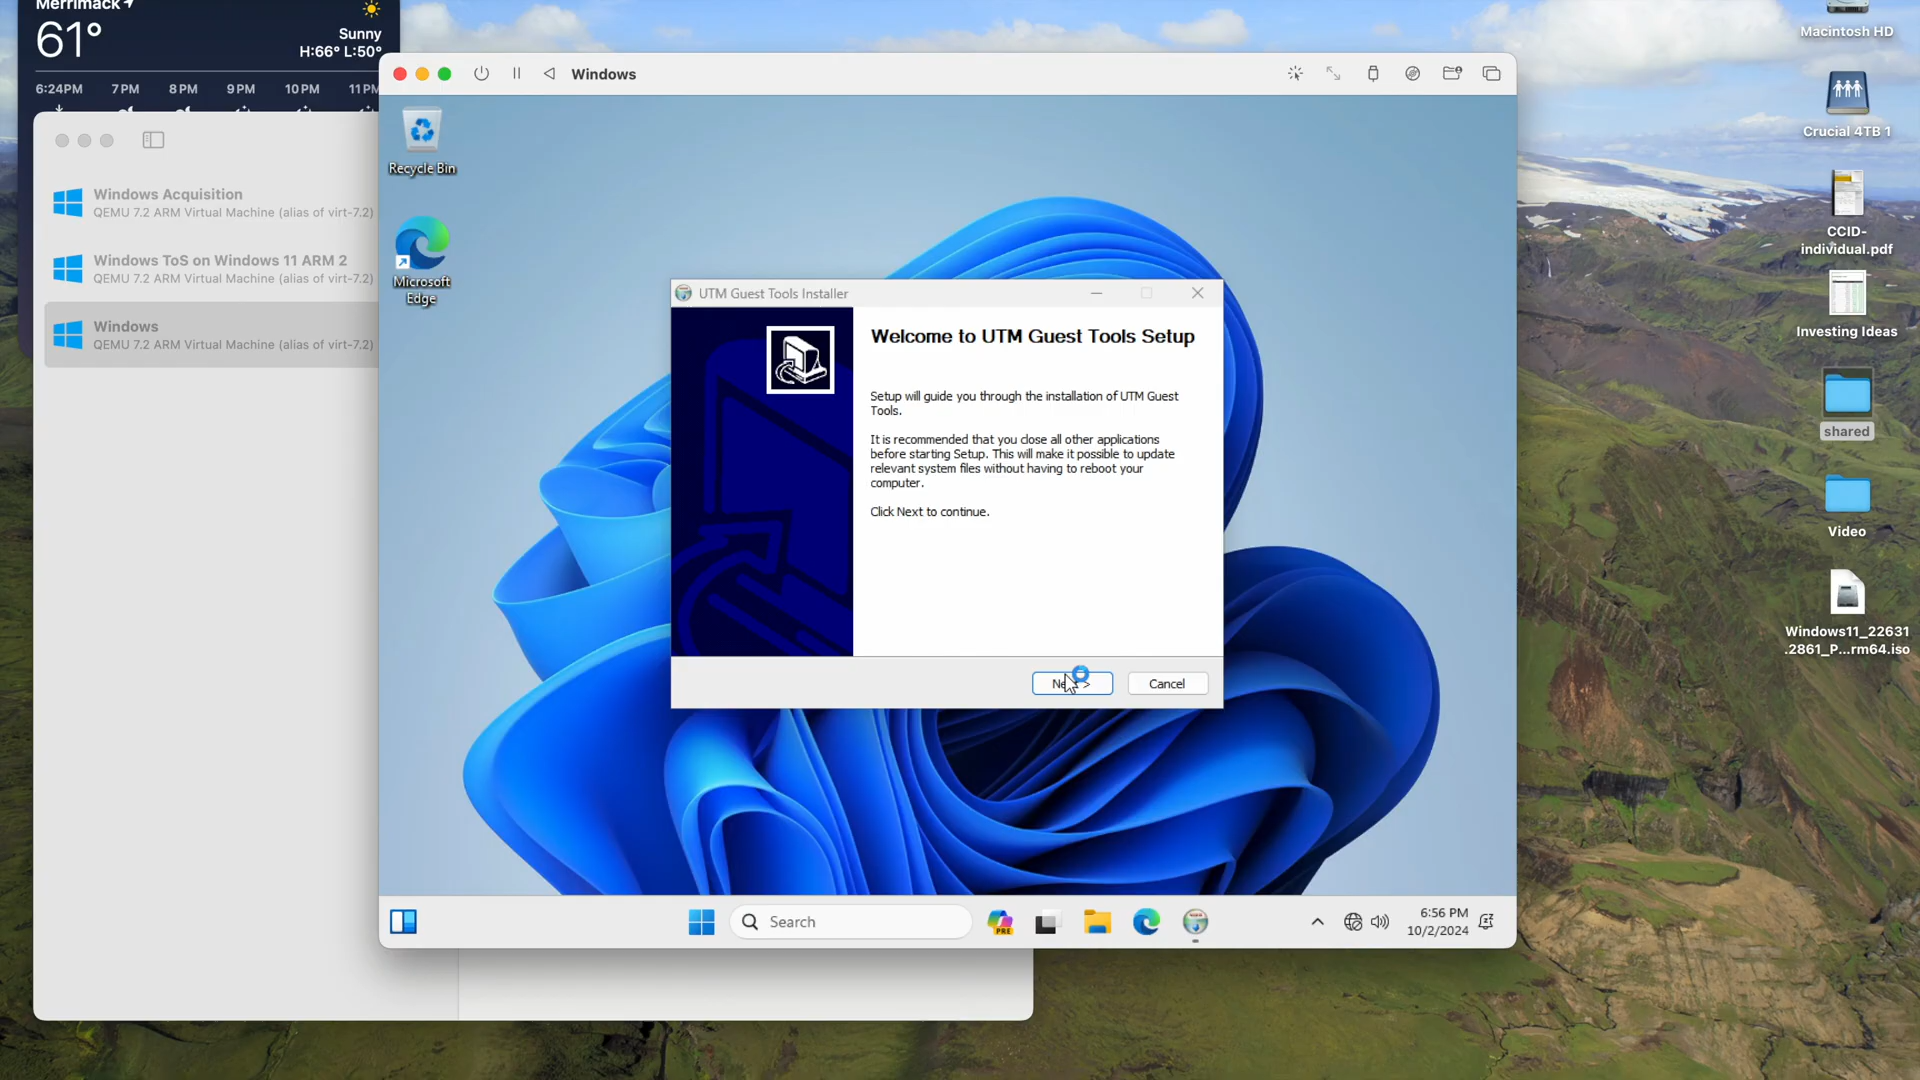 Merrimack
61°
Sunny
H:66° L:50°
6:24PM 7PM 8PM 9PM 10PM 11PM
Windows Acquisition
QEMU 7.2 ARM Virtual Machine (alias of virt-7.2)
Windows ToS on Windows 11 ARM 2
QEMU 7.2 ARM Virtual Machine (alias of virt-7.2)
Windows
QEMU 7.2 ARM Virtual Machine (alias of virt-7.2)
Windows
Recycle Bin
Microsoft
Edge
UTM Guest Tools Installer
Welcome to UTM Guest Tools Setup
Setup will guide you through the installation of UTM Guest
Tools.
It is recommended that you close all other applications
before starting Setup. This will make it possible to update
relevant system files without having to reboot your
computer.
Click Next to continue.
Next >
Cancel
Search
PRE
6:56 PM
10/2/2024
Macintosh HD
Crucial 4TB 1
CCID-
individual.pdf
Investing Ideas
shared
Video
Windows11_22631
.2861_P...rm64.iso